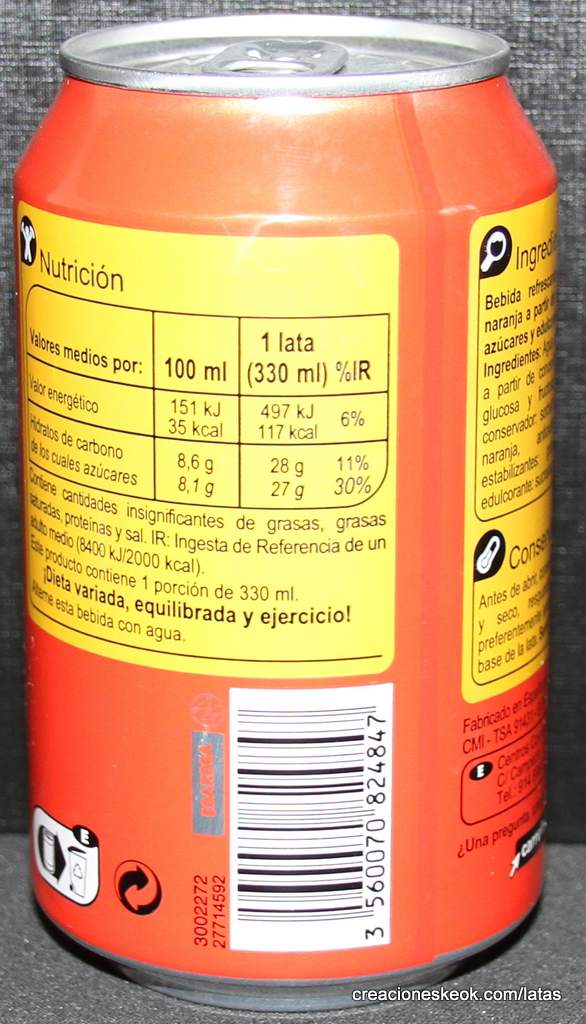 Nutrición
Valores medios por: 100 ml 1 lata (330 ml) %IR
Valor energético 151 kJ 497 kJ 6%
35 kcal 117 kcal
Hidratos de carbono 8,6 g 28 g 11%
de los cuales azúcares 8,1 g 27 g 30%
Contiene cantidades insignificantes de grasas, grasas
saturadas, proteínas y sal. IR: Ingesta de Referencia de un
adulto medio (8400 kJ/2000 kcal).
Este producto contiene 1 porción de 330 ml.
¡Dieta variada, equilibrada y ejercicio!
Alterne esta bebida con agua.
E
3002272
27714592
3 560070 824847
Bebida
naranja a partir
azúcares y
Ingredientes:
a partir de
glucosa y
conservador:
naranja,
estabilizantes:
edulcorante:
Antes de abrir,
y seco,
preferentemente
base de la lata.
Fabricado en
CMI - TSA
E
Centros
C/
Tel.:
¿Una pregunta,
creacioneskeok.com/latas